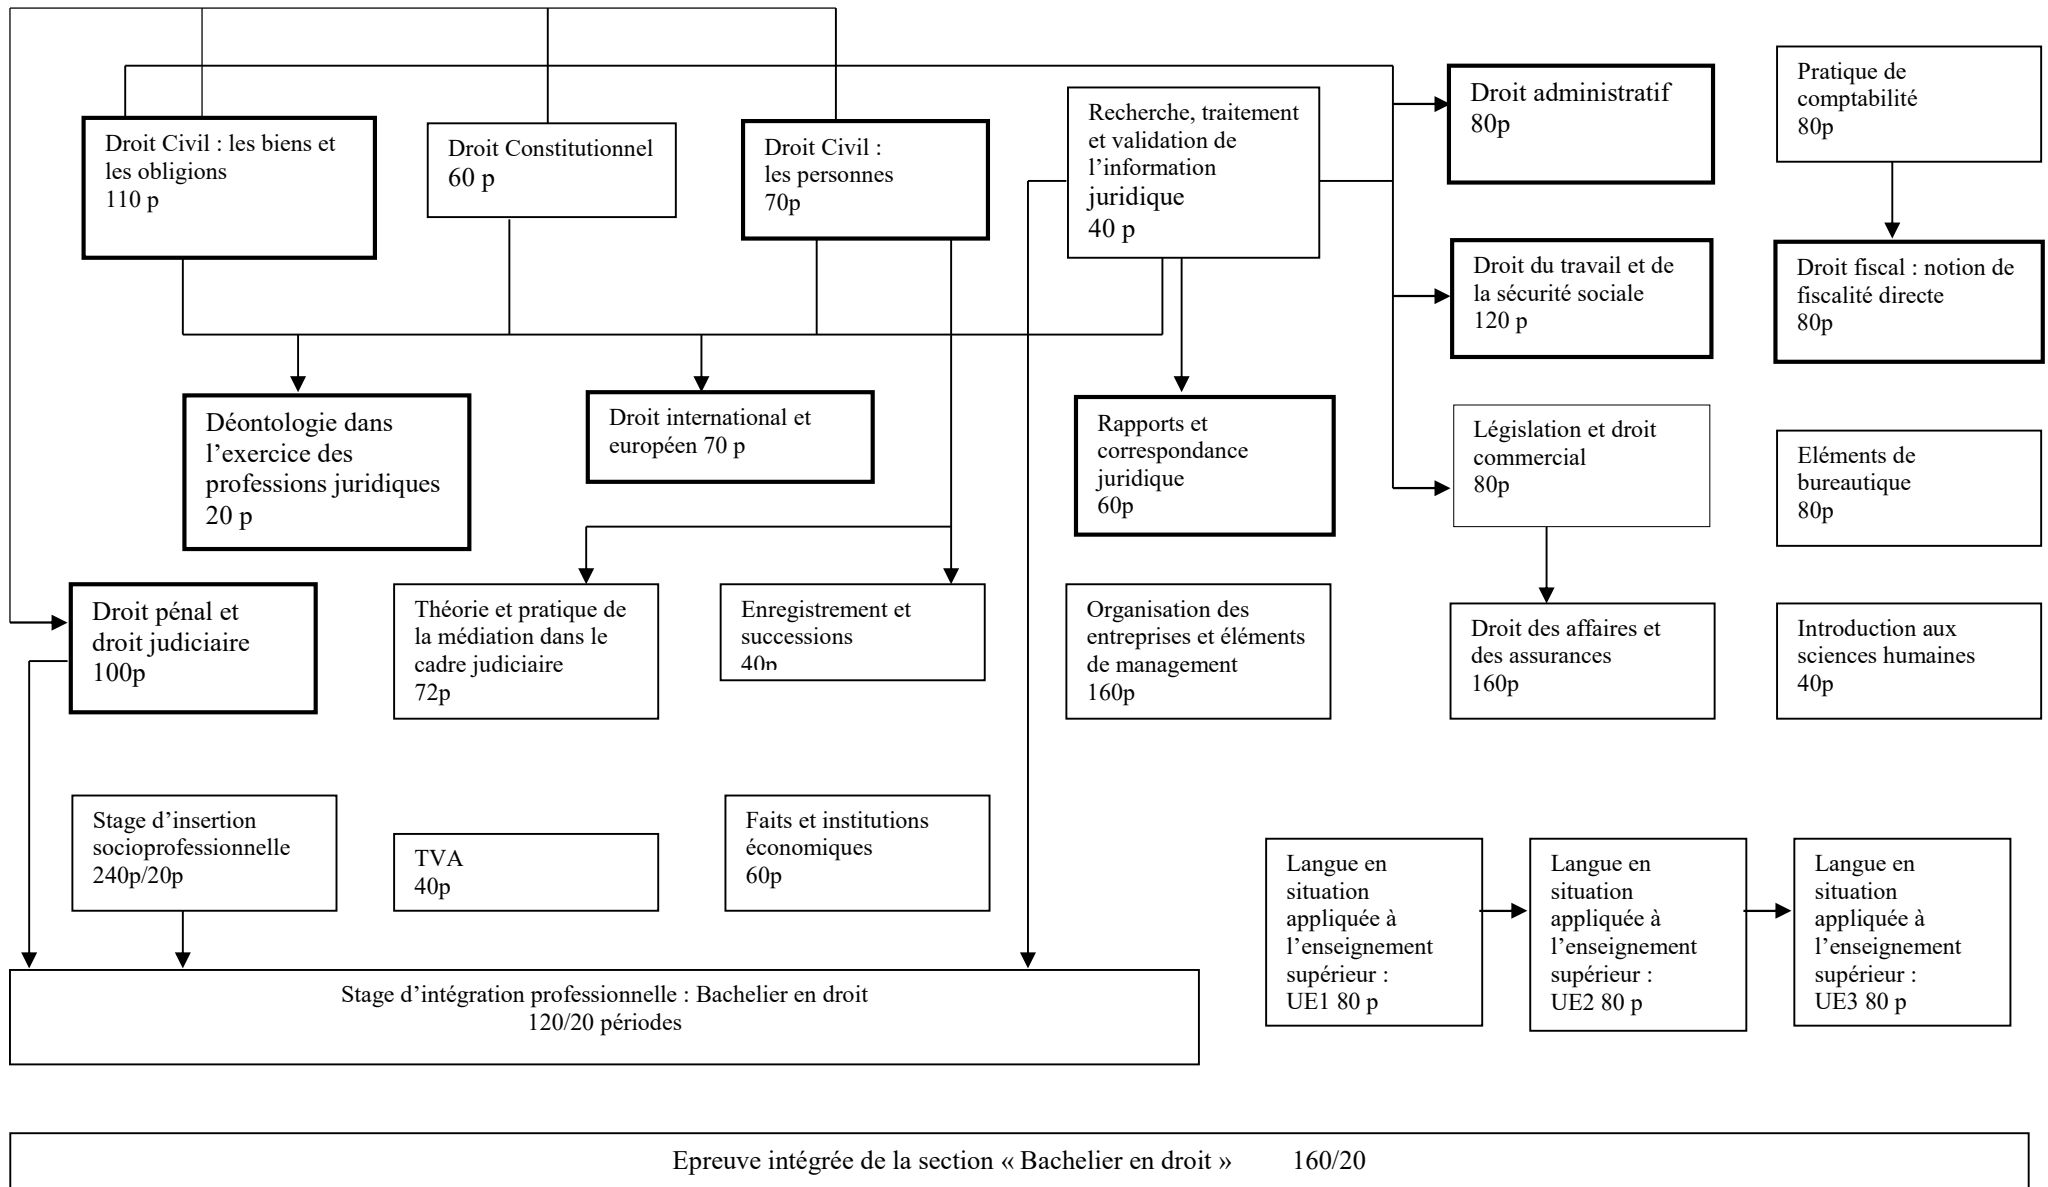 Droit Civil : les biens et
les obligions
110 p
Droit Constitutionnel
60 p
Droit Civil :
les personnes
70p
Recherche, traitement
et validation de
l’information
juridique
40 p
Droit administratif
80p
Pratique de
comptabilité
80p
Droit du travail et de
la sécurité sociale
120 p
Droit fiscal : notion de
fiscalité directe
80p
Déontologie dans
l’exercice des
professions juridiques
20 p
Droit international et
européen 70 p
Rapports et
correspondance
juridique
60p
Législation et droit
commercial
80p
Eléments de
bureautique
80p
Droit pénal et
droit judiciaire
100p
Théorie et pratique de
la médiation dans le
cadre judiciaire
72p
Enregistrement et
successions
40p
Organisation des
entreprises et éléments
de management
160p
Droit des affaires et
des assurances
160p
Introduction aux
sciences humaines
40p
Stage d’insertion
socioprofessionnelle
240p/20p
TVA
40p
Faits et institutions
économiques
60p
Langue en
situation
appliquée à
l’enseignement
supérieur :
UE1 80 p
Langue en
situation
appliquée à
l’enseignement
supérieur :
UE2 80 p
Langue en
situation
appliquée à
l’enseignement
supérieur :
UE3 80 p
Stage d’intégration professionnelle : Bachelier en droit
120/20 périodes
Epreuve intégrée de la section « Bachelier en droit » 160/20